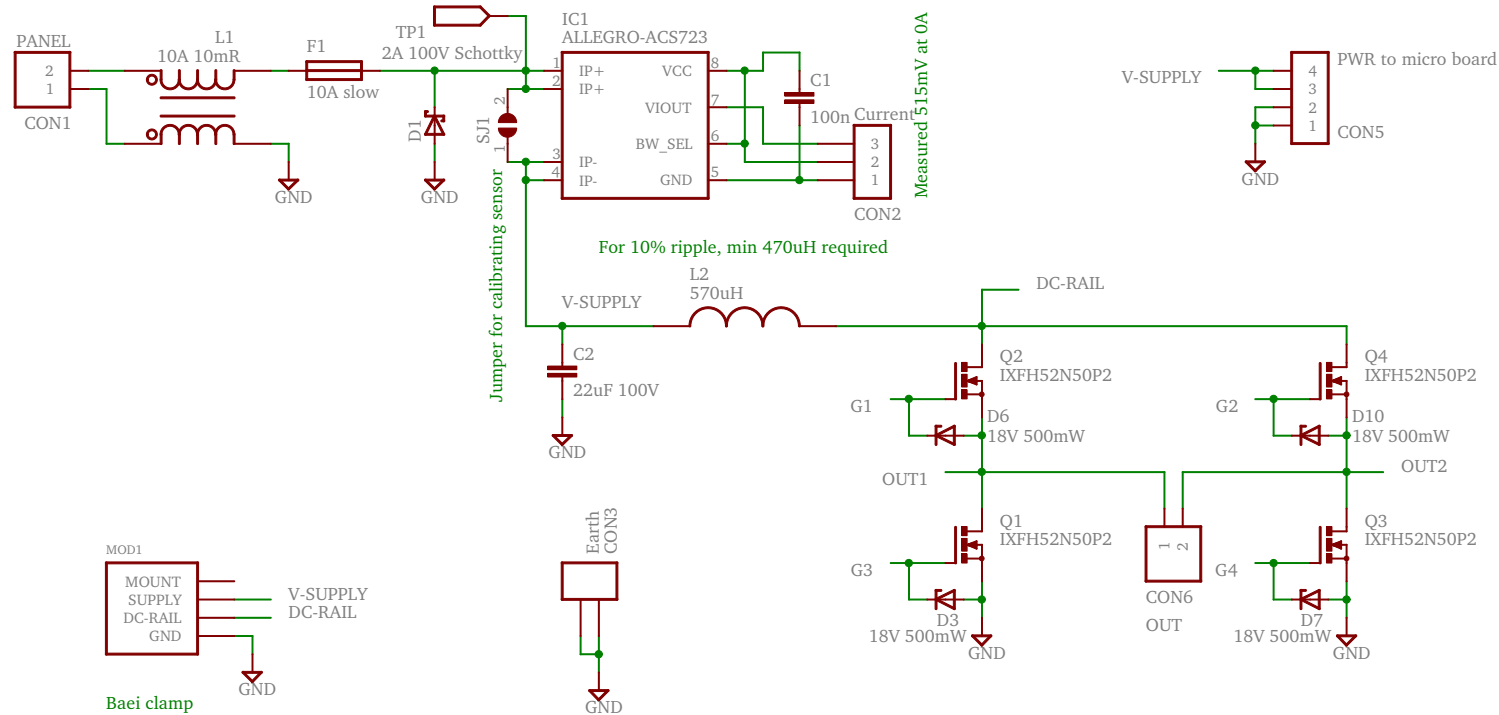 PANEL
2
1
CON1
L1
10A 10mR
F1
10A slow
GND
TP1
2A 100V Schottky
D1
GND
SJ1
2
1
Jumper for calibrating sensor
IC1
ALLEGRO-ACS723
1
2
3
4
IP+
IP+
IP-
IP-
VCC
VIOUT
BW_SEL
GND
8
7
6
5
C1
100n
Current
3
2
1
CON2
Measured 515mV at 0A
V-SUPPLY
PWR to micro board
4
3
2
1
CON5
GND
For 10% ripple, min 470uH required
V-SUPPLY
L2
570uH
DC-RAIL
C2
22uF 100V
GND
Q2
IXFH52N50P2
G1
D6
18V 500mW
Q4
IXFH52N50P2
G2
D10
18V 500mW
OUT1
OUT2
Q1
IXFH52N50P2
G3
D3
18V 500mW
GND
1
2
CON6
OUT
Q3
IXFH52N50P2
G4
D7
18V 500mW
GND
MOD1
MOUNT
SUPPLY
DC-RAIL
GND
V-SUPPLY
DC-RAIL
GND
Baei clamp
Earth
CON3
GND